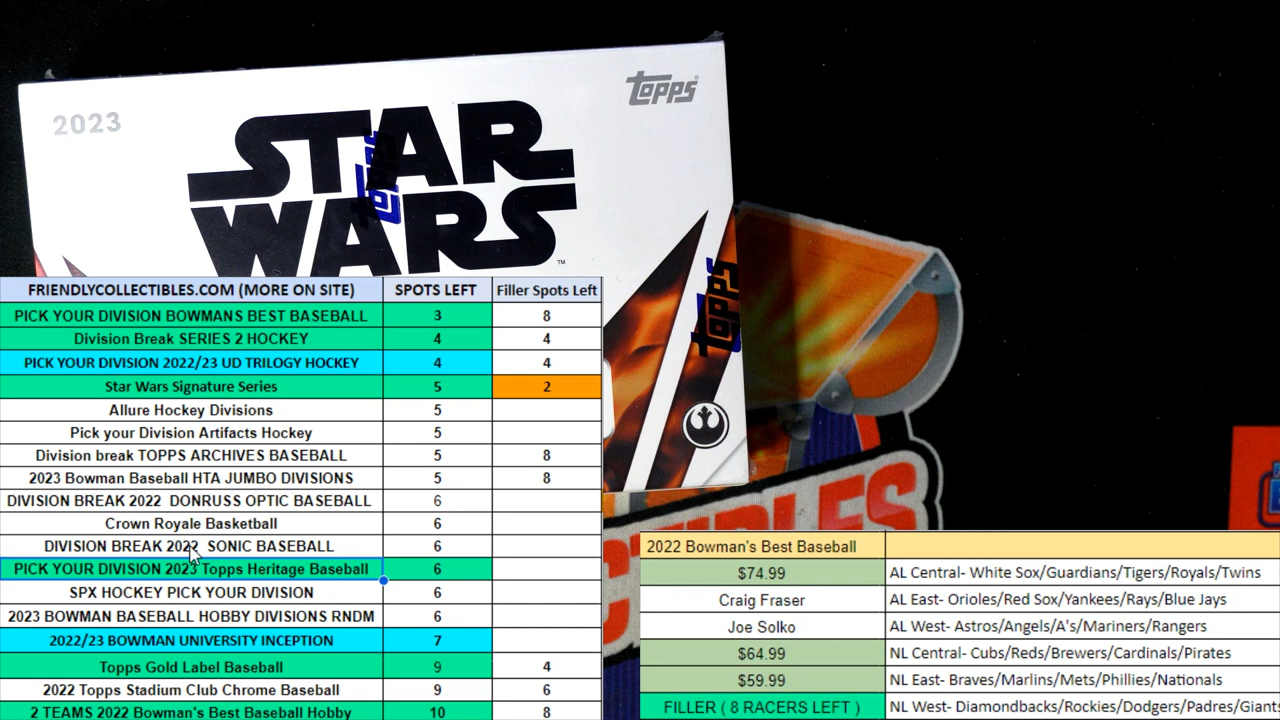 2023
topps
STAR
WARS
™
topps
topps
FRIENDLYCOLLECTIBLES.COM (MORE ON SITE) SPOTS LEFT Filler Spots Left
PICK YOUR DIVISION BOWMANS BEST BASEBALL 3 8
Division Break SERIES 2 HOCKEY 4 4
PICK YOUR DIVISION 2022/23 UD TRILOGY HOCKEY 4 4
Star Wars Signature Series 5 2
Allure Hockey Divisions 5
Pick your Division Artifacts Hockey 5
Division break TOPPS ARCHIVES BASEBALL 5 8
2023 Bowman Baseball HTA JUMBO DIVISIONS 5 8
DIVISION BREAK 2022 DONRUSS OPTIC BASEBALL 6
Crown Royale Basketball 6
DIVISION BREAK 2022 SONIC BASEBALL 6
PICK YOUR DIVISION 2023 Topps Heritage Baseball 6
SPX HOCKEY PICK YOUR DIVISION 6
2023 BOWMAN BASEBALL HOBBY DIVISIONS RNDM 6
2022/23 BOWMAN UNIVERSITY INCEPTION 7
Topps Gold Label Baseball 9 4
2022 Topps Stadium Club Chrome Baseball 9 6
2 TEAMS 2022 Bowman's Best Baseball Hobby 10 8
CTIBLES
2022 Bowman's Best Baseball
$74.99 AL Central- White Sox/Guardians/Tigers/Royals/Twins
Craig Fraser AL East- Orioles/Red Sox/Yankees/Rays/Blue Jays
Joe Solko AL West- Astros/Angels/A's/Mariners/Rangers
$64.99 NL Central- Cubs/Reds/Brewers/Cardinals/Pirates
$59.99 NL East- Braves/Marlins/Mets/Phillies/Nationals
FILLER ( 8 RACERS LEFT ) NL West- Diamondbacks/Rockies/Dodgers/Padres/Giants